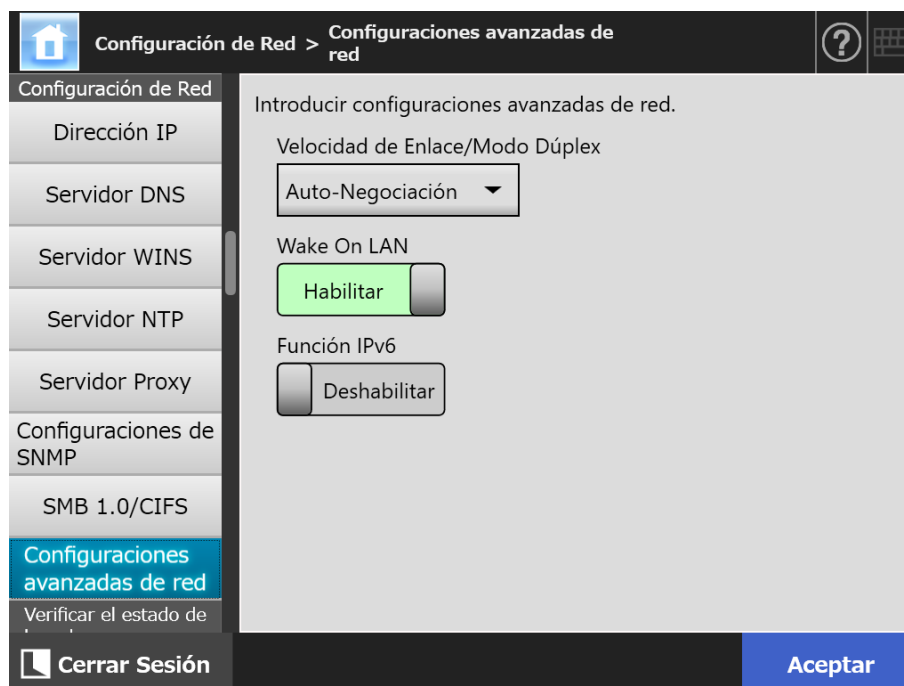 Configuración de Red > Configuraciones avanzadas de
red
?
Configuración de Red
Dirección IP
Servidor DNS
Servidor WINS
Servidor NTP
Servidor Proxy
Configuraciones de
SNMP
SMB 1.0/CIFS
Configuraciones
avanzadas de red
Verificar el estado de
Introducir configuraciones avanzadas de red.
Velocidad de Enlace/Modo Dúplex
Auto-Negociación
Wake On LAN
Habilitar
Función IPv6
Deshabilitar
Cerrar Sesión
Aceptar